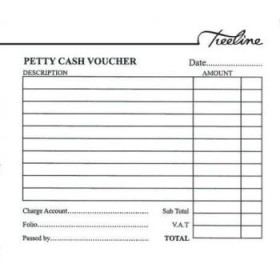 Treeline
PETTY CASH VOUCHER Date......................
DESCRIPTION AMOUNT
Charge Account.................................... Sub Total
Folio.................................................... V.A.T
Passed by............................................ TOTAL